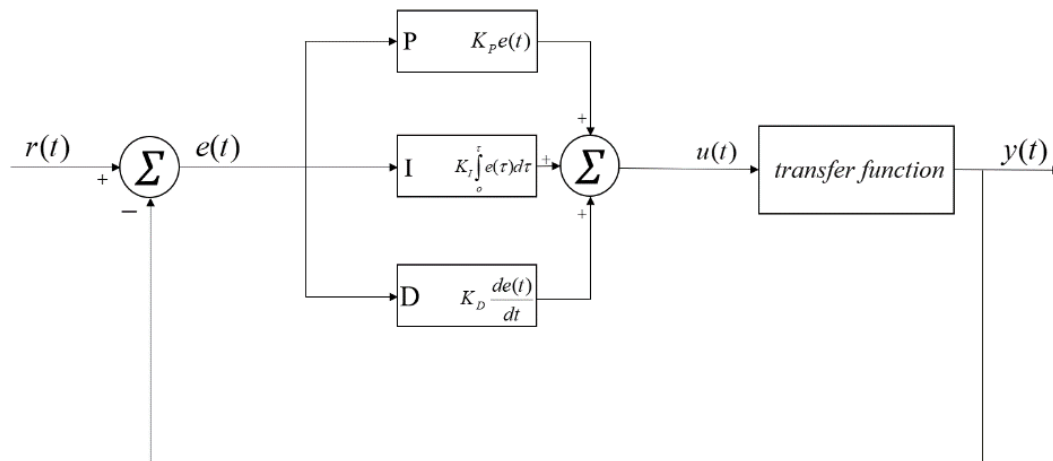 P K_P e(t)
+
r(t) + Σ e(t) I K_I ∫_o^τ e(τ)dτ + Σ u(t) transfer function y(t)
−
+
D K_D de(t)/dt